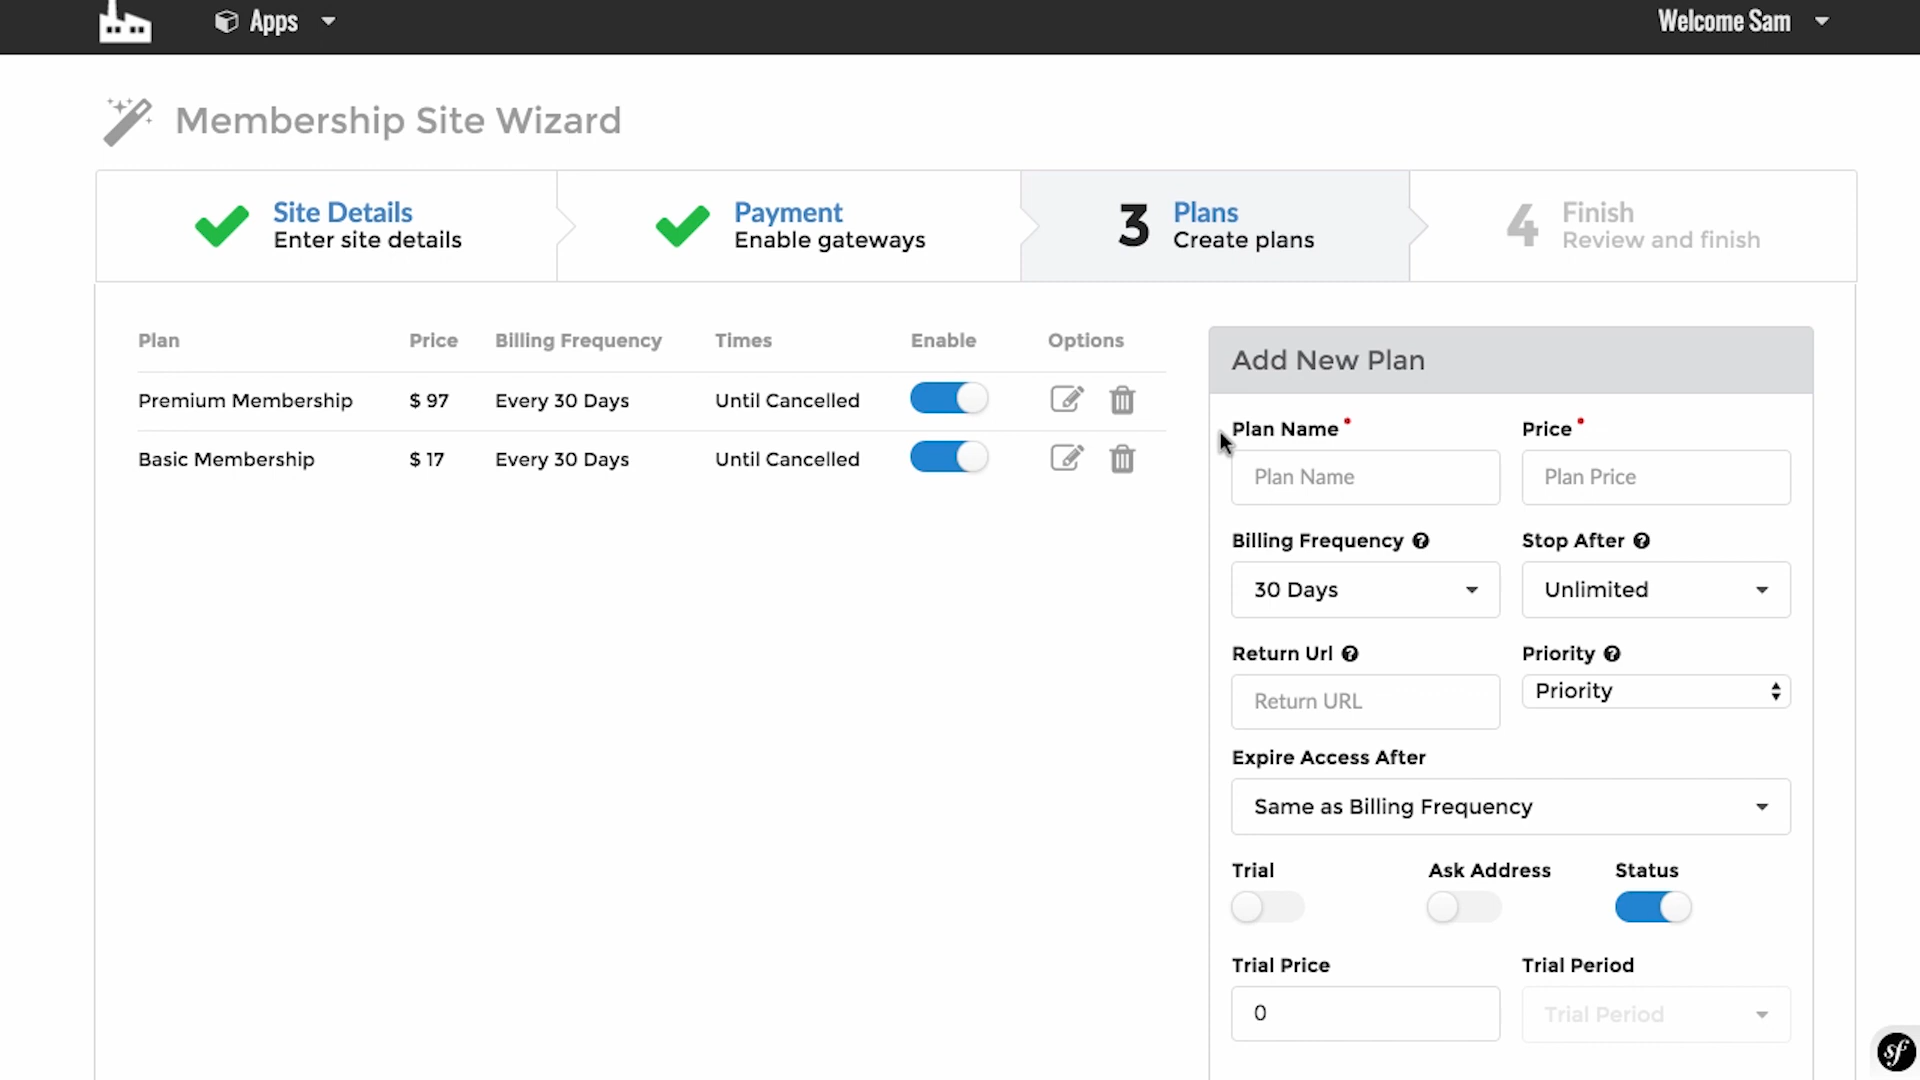 Apps
Welcome Sam
Membership Site Wizard
Site Details
Enter site details
Payment
Enable gateways
3
Plans
Create plans
4
Finish
Review and finish
Plan Price Billing Frequency Times Enable Options
Premium Membership $ 97 Every 30 Days Until Cancelled
Basic Membership $ 17 Every 30 Days Until Cancelled
Add New Plan
Plan Name * Price *
Plan Name Plan Price
Billing Frequency ? Stop After ?
30 Days Unlimited
Return Url ? Priority ?
Return URL Priority
Expire Access After
Same as Billing Frequency
Trial Ask Address Status
Trial Price Trial Period
0 Trial Period
sf